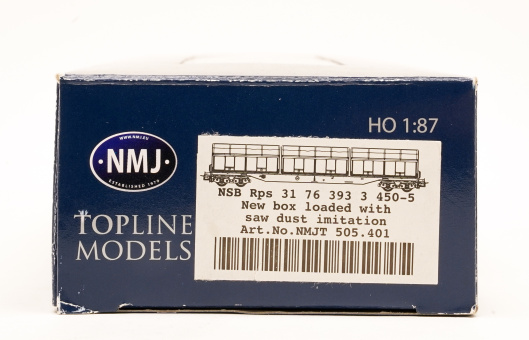 HO 1:87
WWW.NMJ.EU
·NMJ·
ESTABLISHED 1979
TOPLINE
MODELS
NSB Rps 31 76 393 3 450-5
New box loaded with
saw dust imitation
Art.No.NMJT 505.401